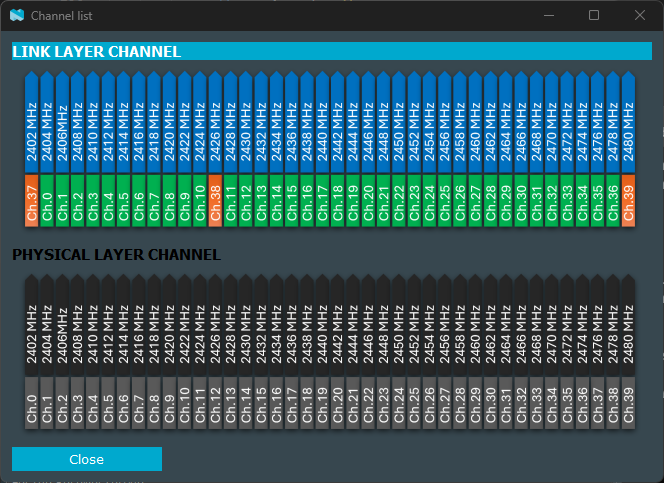 Channel list
LINK LAYER CHANNEL
Ch.37 2402 MHz
Ch.0 2404 MHz
Ch.1 2406MHz
Ch.2 2408 MHz
Ch.3 2410 MHz
Ch.4 2412 MHz
Ch.5 2414 MHz
Ch.6 2416 MHz
Ch.7 2418 MHz
Ch.8 2420 MHz
Ch.9 2422 MHz
Ch.10 2424 MHz
Ch.38 2426 MHz
Ch.11 2428 MHz
Ch.12 2430 MHz
Ch.13 2432 MHz
Ch.14 2434 MHz
Ch.15 2436 MHz
Ch.16 2438 MHz
Ch.17 2440 MHz
Ch.18 2442 MHz
Ch.19 2444 MHz
Ch.20 2446 MHz
Ch.21 2448 MHz
Ch.22 2450 MHz
Ch.23 2452 MHz
Ch.24 2454 MHz
Ch.25 2456 MHz
Ch.26 2458 MHz
Ch.27 2460 MHz
Ch.28 2462 MHz
Ch.29 2464 MHz
Ch.30 2466 MHz
Ch.31 2468 MHz
Ch.32 2470 MHz
Ch.33 2472 MHz
Ch.34 2474 MHz
Ch.35 2476 MHz
Ch.36 2478 MHz
Ch.39 2480 MHz
PHYSICAL LAYER CHANNEL
Ch.0 2402 MHz
Ch.1 2404 MHz
Ch.2 2406MHz
Ch.3 2408 MHz
Ch.4 2410 MHz
Ch.5 2412 MHz
Ch.6 2414 MHz
Ch.7 2416 MHz
Ch.8 2418 MHz
Ch.9 2420 MHz
Ch.10 2422 MHz
Ch.11 2424 MHz
Ch.12 2426 MHz
Ch.13 2428 MHz
Ch.14 2430 MHz
Ch.15 2432 MHz
Ch.16 2434 MHz
Ch.17 2436 MHz
Ch.18 2438 MHz
Ch.19 2440 MHz
Ch.20 2442 MHz
Ch.21 2444 MHz
Ch.22 2446 MHz
Ch.23 2448 MHz
Ch.24 2450 MHz
Ch.25 2452 MHz
Ch.26 2454 MHz
Ch.27 2456 MHz
Ch.28 2458 MHz
Ch.29 2460 MHz
Ch.30 2462 MHz
Ch.31 2464 MHz
Ch.32 2466 MHz
Ch.33 2468 MHz
Ch.34 2470 MHz
Ch.35 2472 MHz
Ch.36 2474 MHz
Ch.37 2476 MHz
Ch.38 2478 MHz
Ch.39 2480 MHz
Close